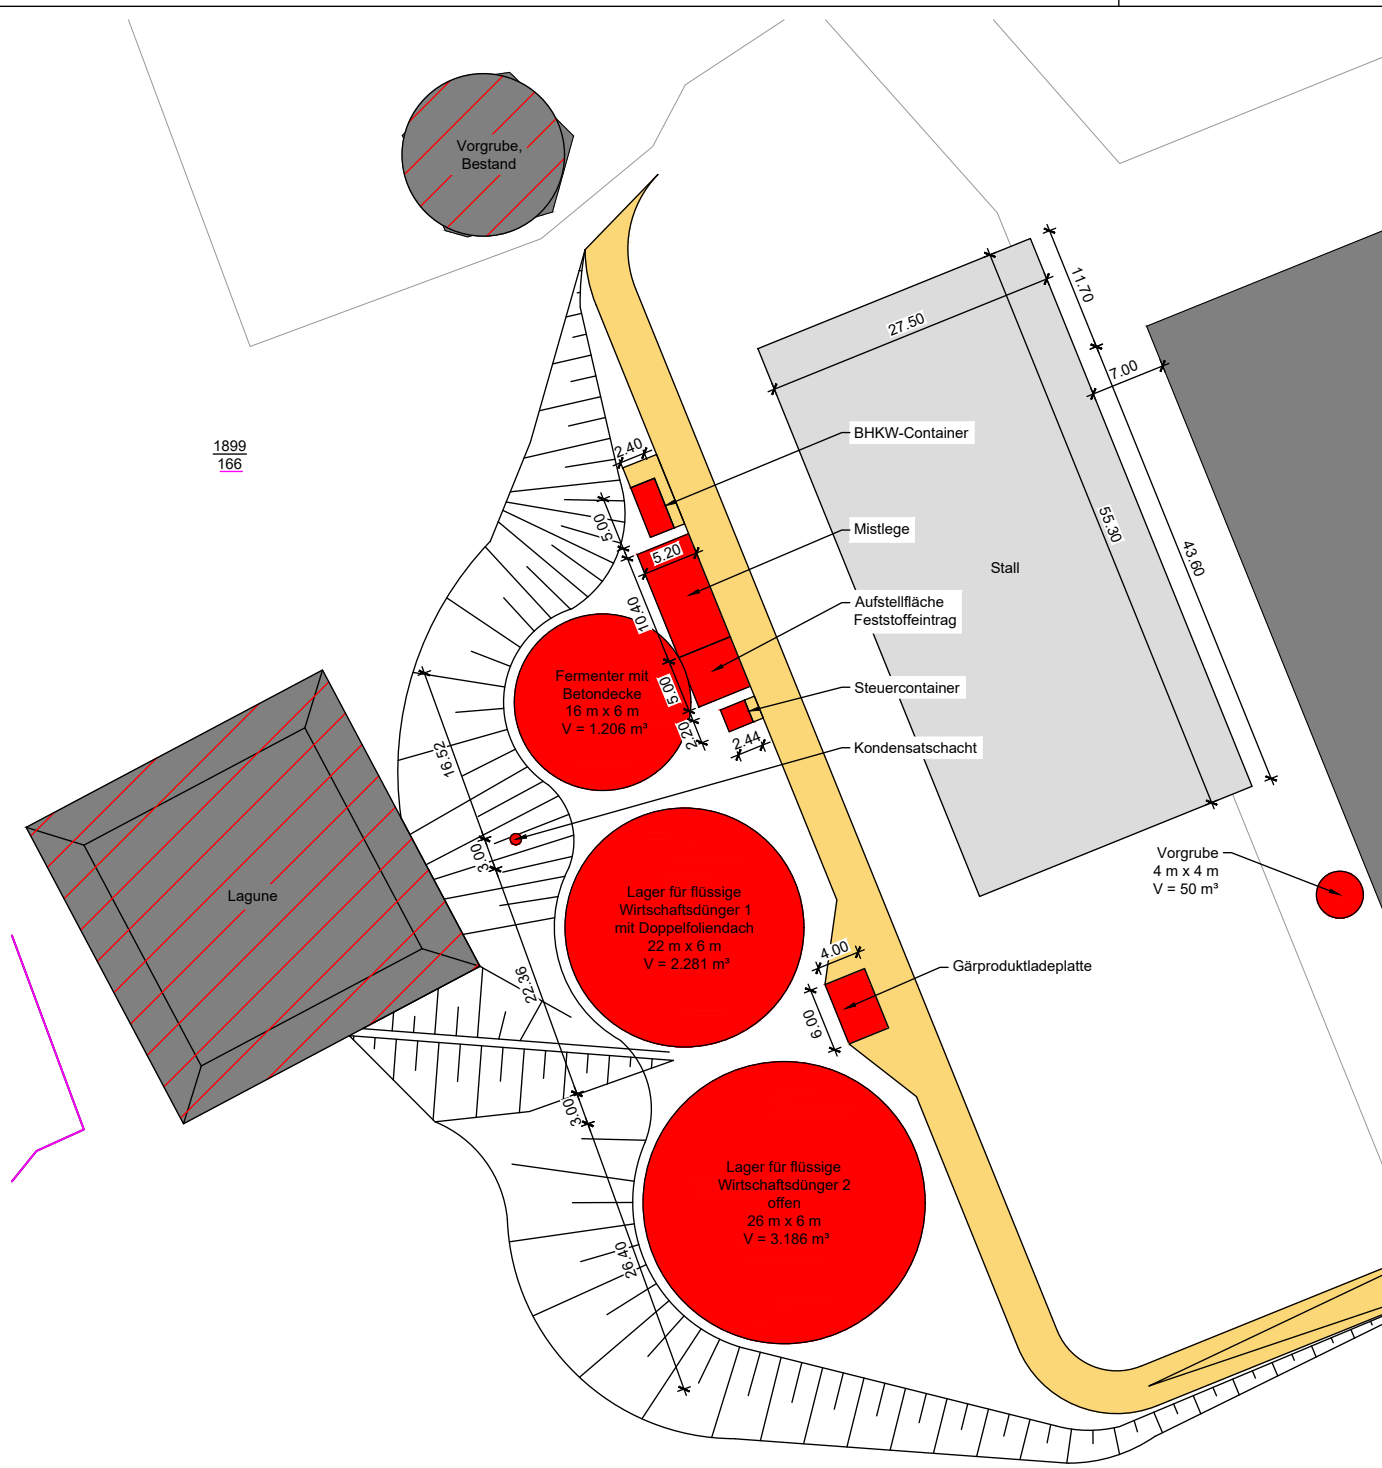 Vorgrube,
Bestand
11.70
27.50
7.00
BHKW-Container
1899
166
2.40
5.00
Mistlege
55.30
43.60
5.20
Stall
Aufstellfläche
Feststoffeintrag
10.40
Fermenter mit
Betondecke
16 m x 6 m
V = 1.206 m³
5.00
Steuercontainer
2.20
2.44
Kondensatschacht
16.52
3.00
Vorgrube
4 m x 4 m
V = 50 m³
Lagune
Lager für flüssige
Wirtschaftsdünger 1
mit Doppelfoliendach
22 m x 6 m
V = 2.281 m³
4.00
Gärproduktladeplatte
22.36
6.00
3.00
Lager für flüssige
Wirtschaftsdünger 2
offen
26 m x 6 m
V = 3.186 m³
26.40